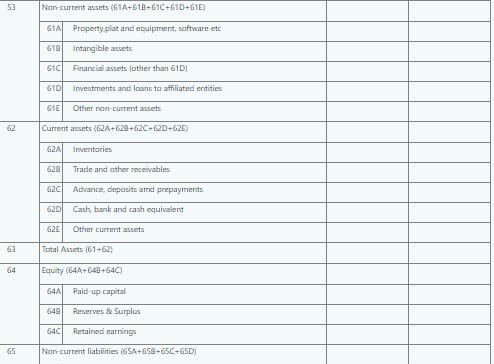 53 Non-current assets (61A+61B+61C+61D+61E)
61A Property,plat and equipment, software etc
61B Intangible assets
61C Financial assets (other than 61D)
61D Investments and loans to affiliated entities
61E Other non-current assets
62 Current assets (62A+62B+62C+62D+62E)
62A Inventories
62B Trade and other receivables
62C Advance, deposits amd prepayments
62D Cash, bank and cash equivalent
62E Other current assets
63 Total Assets (61+62)
64 Equity (64A+64B+64C)
64A Paid-up capital
64B Reserves & Surplus
64C Retained earnings
65 Non-current liabilities (65A+65B+65C+65D)